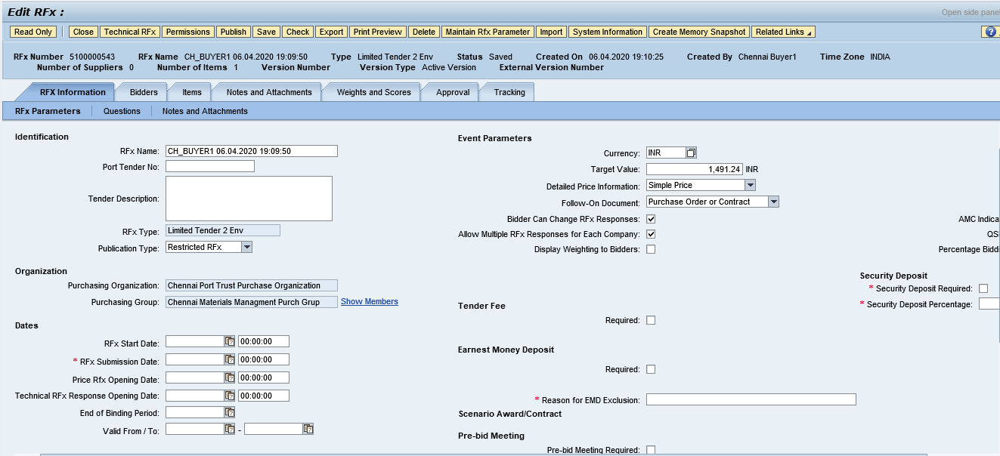 Edit RFx :
Open side pane
Read Only Close Technical RFx Permissions Publish Save Check Export Print Preview Delete Maintain Rfx Parameter Import System Information Create Memory Snapshot Related Links
RFx Number 5100000543 RFx Name CH_BUYER1 06.04.2020 19:09:50 Type Limited Tender 2 Env Status Saved Created On 06.04.2020 19:10:25 Created By Chennai Buyer1 Time Zone INDIA
Number of Suppliers 0 Number of Items 1 Version Number Version Type Active Version External Version Number
RFX Information Bidders Items Notes and Attachments Weights and Scores Approval Tracking
RFx Parameters Questions Notes and Attachments
Identification
RFx Name: CH_BUYER1 06.04.2020 19:09:50
Port Tender No:
Tender Description:
RFx Type: Limited Tender 2 Env
Publication Type: Restricted RFx
Organization
Purchasing Organization: Chennai Port Trust Purchase Organization
Purchasing Group: Chennai Materials Managment Purch Grup Show Members
Dates
RFx Start Date: 00:00:00
* RFx Submission Date: 00:00:00
Price Rfx Opening Date: 00:00:00
Technical RFx Response Opening Date: 00:00:00
End of Binding Period:
Valid From / To: -
Event Parameters
Currency: INR
Target Value: 1,491.24 INR
Detailed Price Information: Simple Price
Follow-On Document: Purchase Order or Contract
Bidder Can Change RFx Responses:
Allow Multiple RFx Responses for Each Company:
Display Weighting to Bidders:
Tender Fee
Required:
Earnest Money Deposit
Required:
* Reason for EMD Exclusion:
Scenario Award/Contract
Pre-bid Meeting
Pre-bid Meeting Required:
AMC Indica
QS
Percentage Biddi
Security Deposit
* Security Deposit Required:
* Security Deposit Percentage: